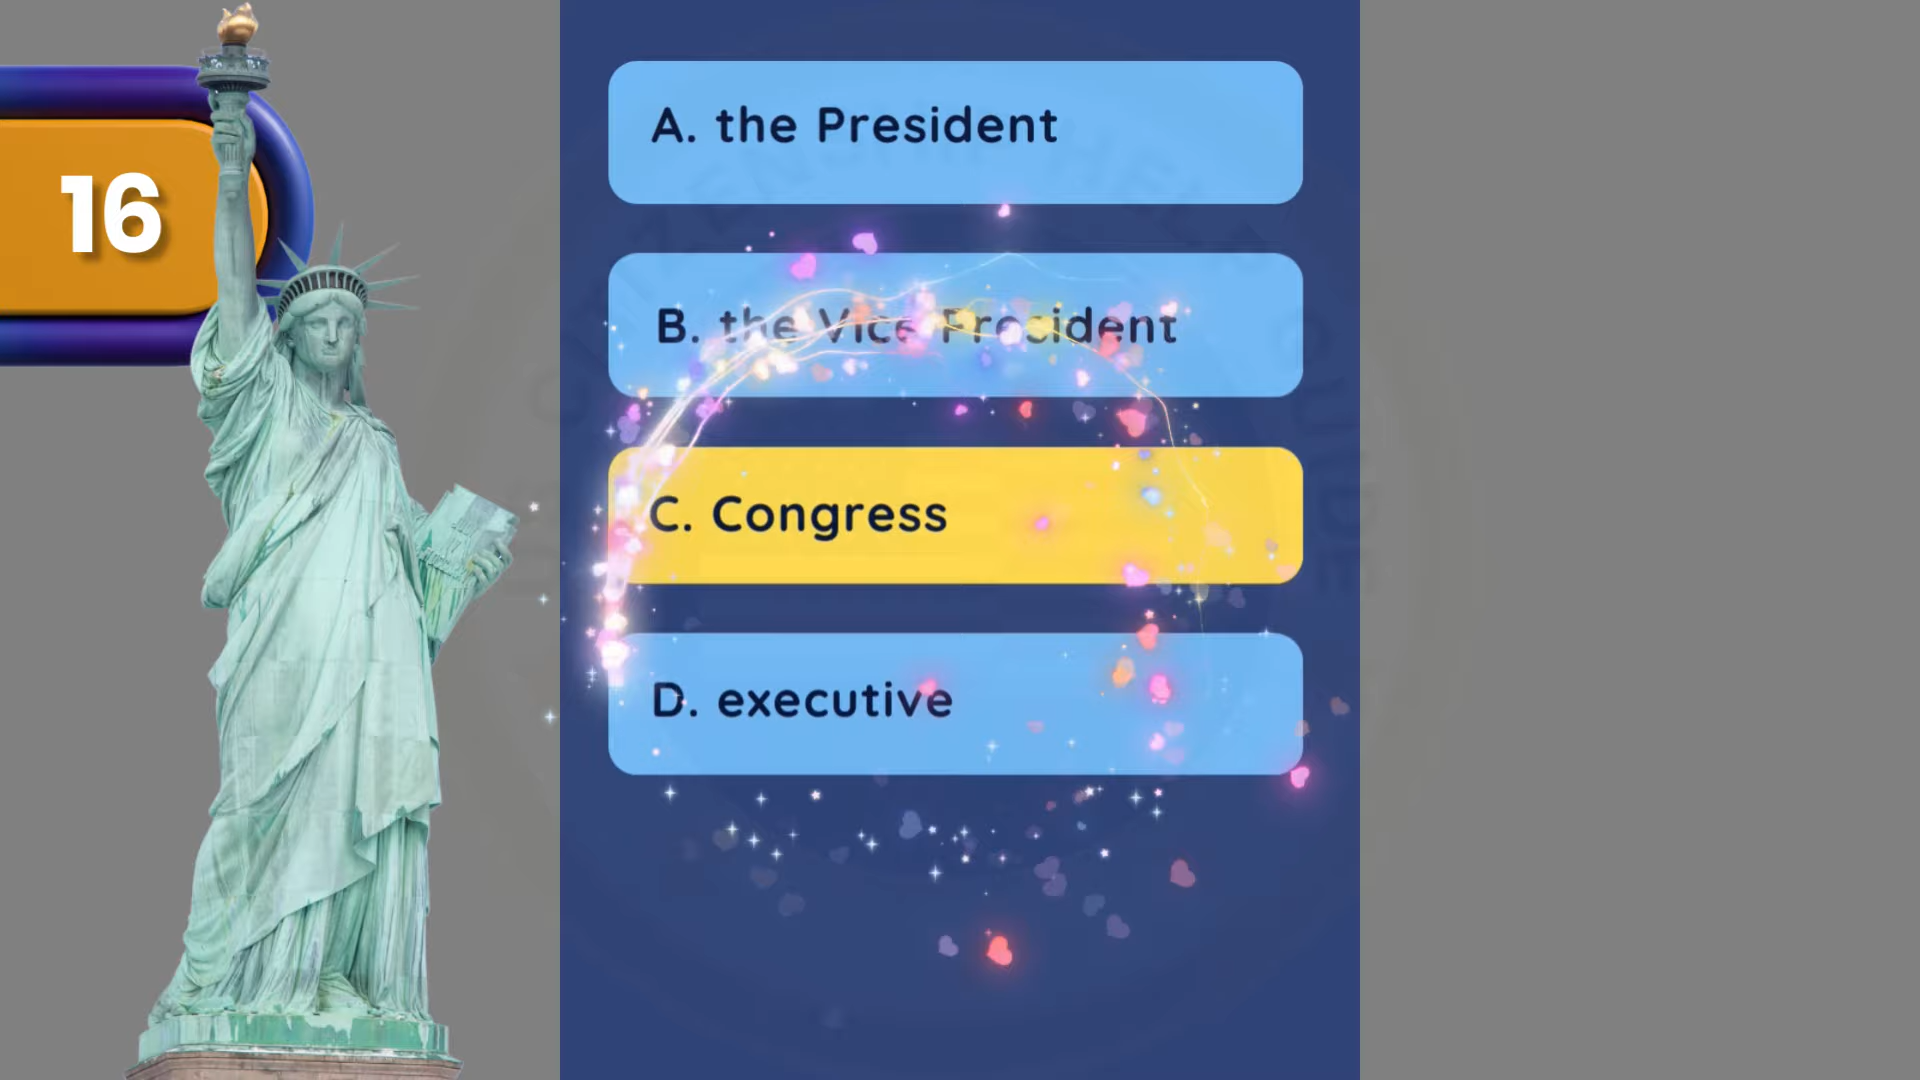 16
A. the President
B. the Vice President
C. Congress
D. executive